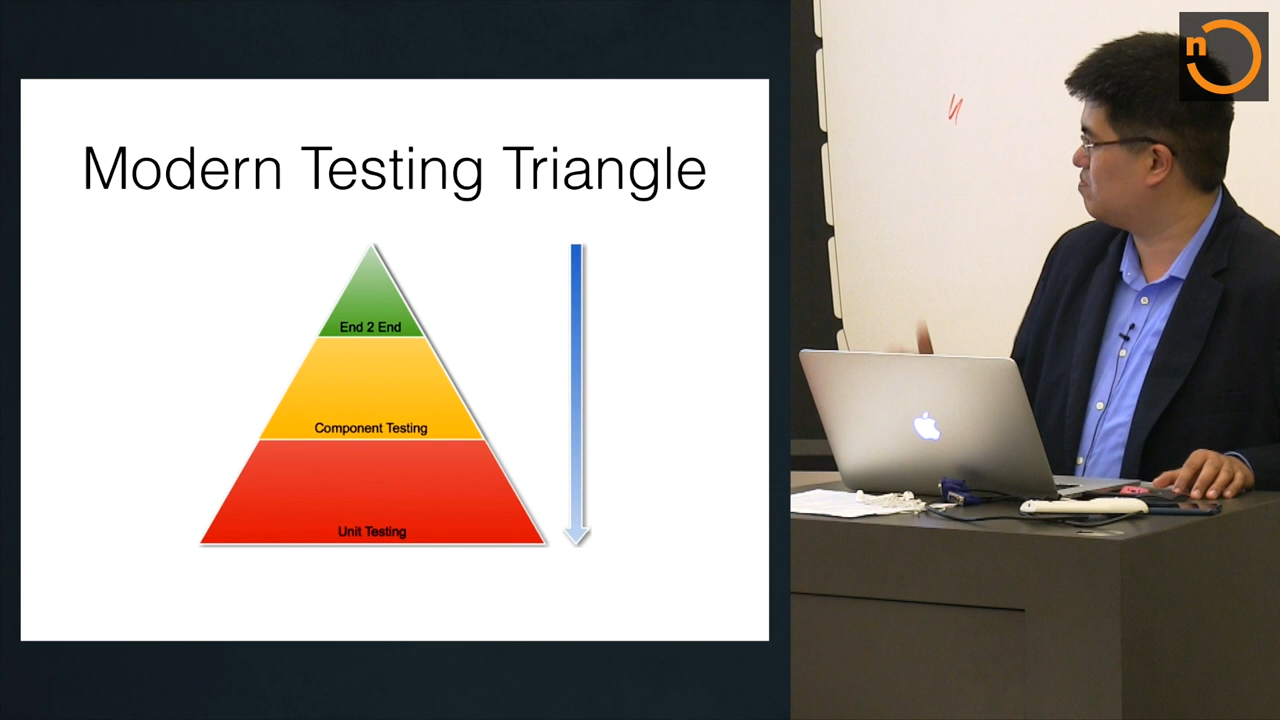 Modern Testing Triangle
End 2 End
Component Testing
Unit Testing
n